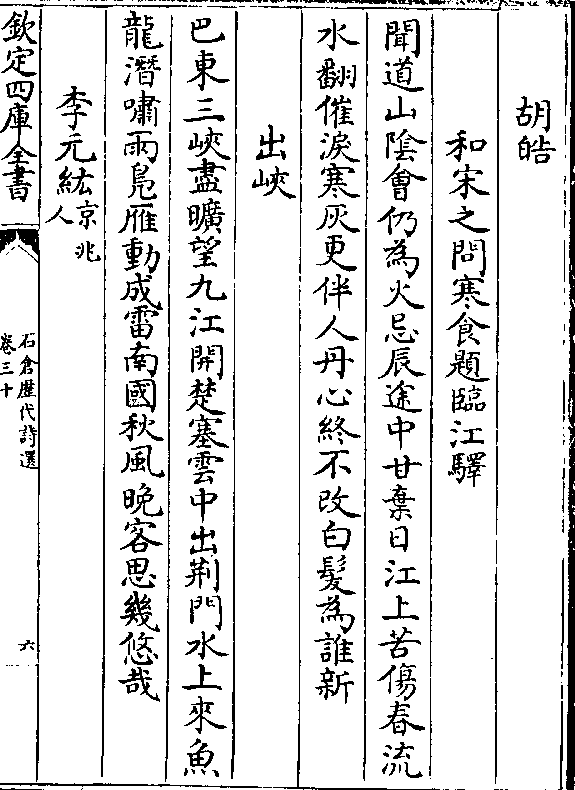 胡皓
和宋之問寒食題臨江驛
聞道山陰會仍為火忌辰途中甘棄日江上苦傷春流
水翻催淚寒灰更伴人丹心終不改白髮為誰新
出峽
巴東三峽盡曠望九江開楚塞雲中出荆門水上來魚
龍潛嘯雨鳧雁動成雷南國秋風晚客思幾悠哉
李元紘京兆人
欽定四庫全書
石倉歴代詩選
卷三十
六